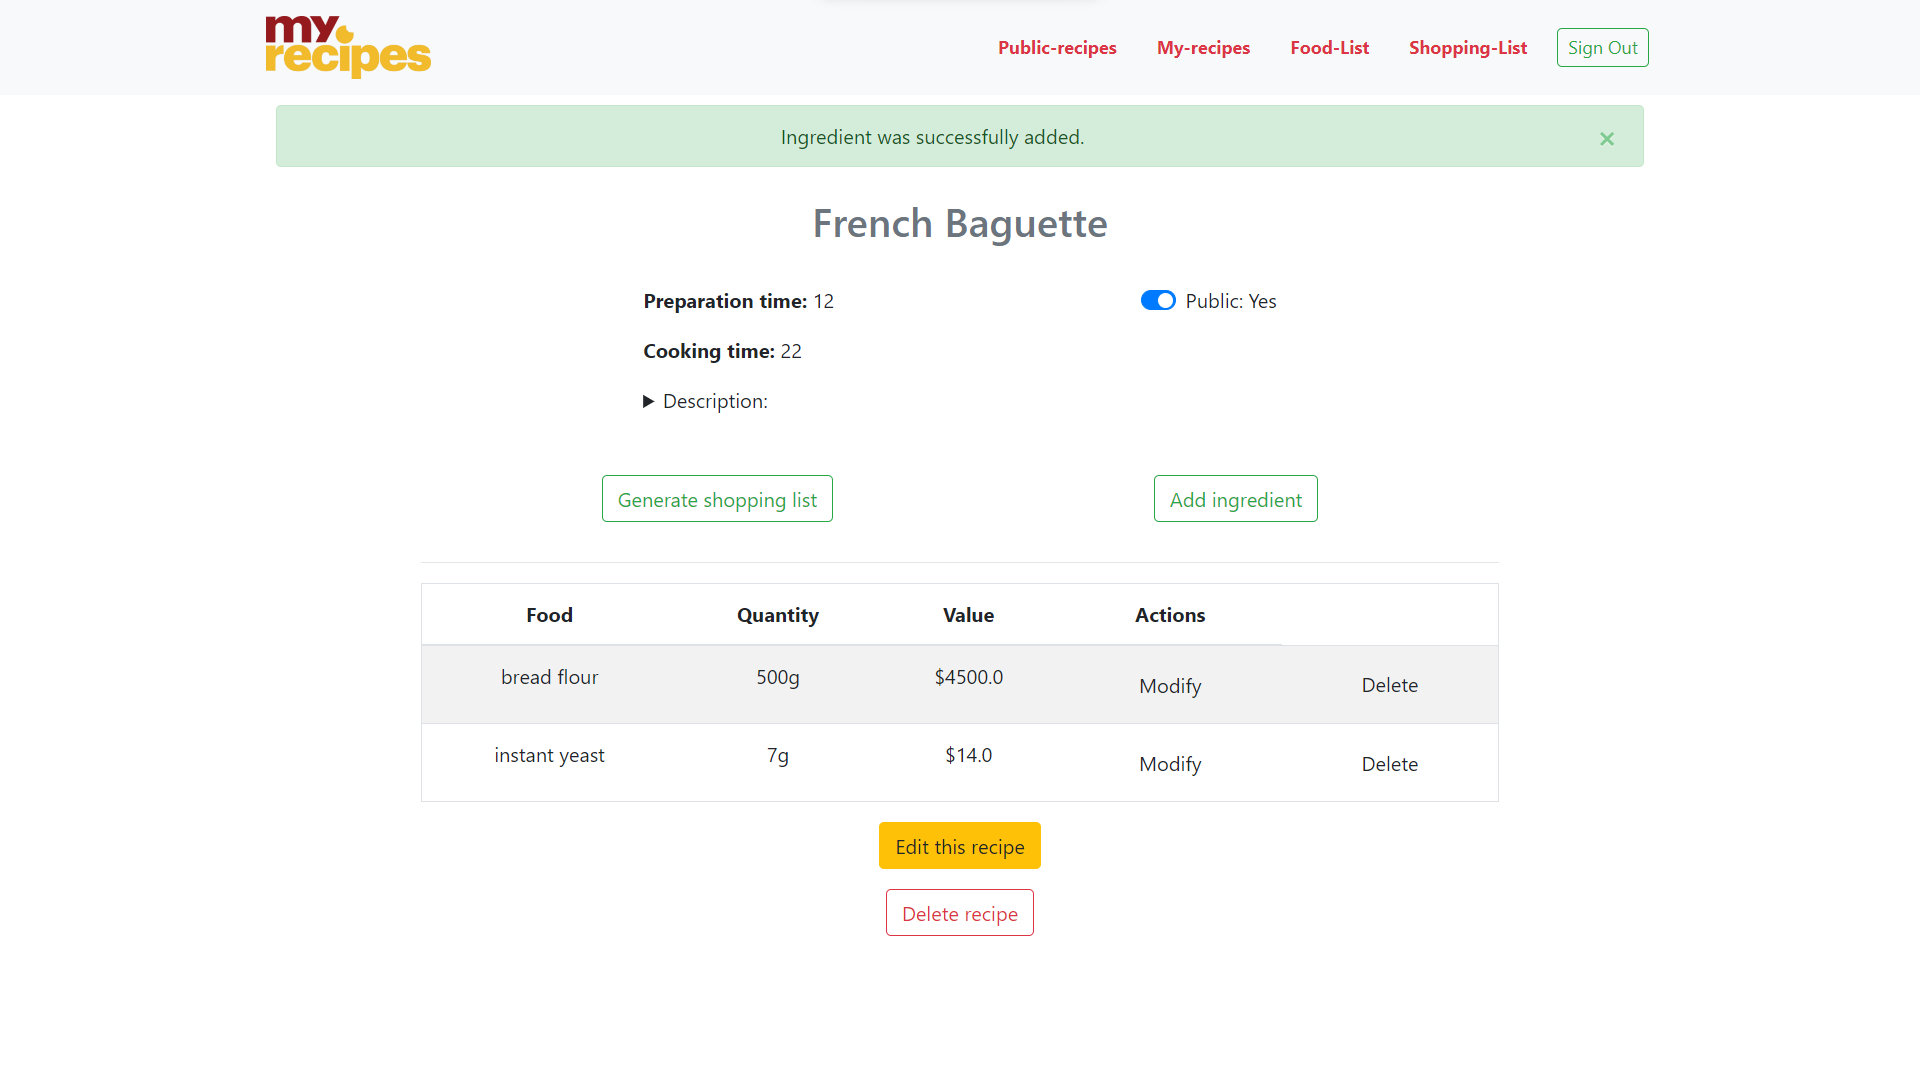 my
recipes
Public-recipes My-recipes Food-List Shopping-List Sign Out
Ingredient was successfully added. ×
French Baguette
Preparation time: 12 Public: Yes
Cooking time: 22
▶ Description:
Generate shopping list Add ingredient
Food Quantity Value Actions
bread flour 500g $4500.0 Modify Delete
instant yeast 7g $14.0 Modify Delete
Edit this recipe
Delete recipe